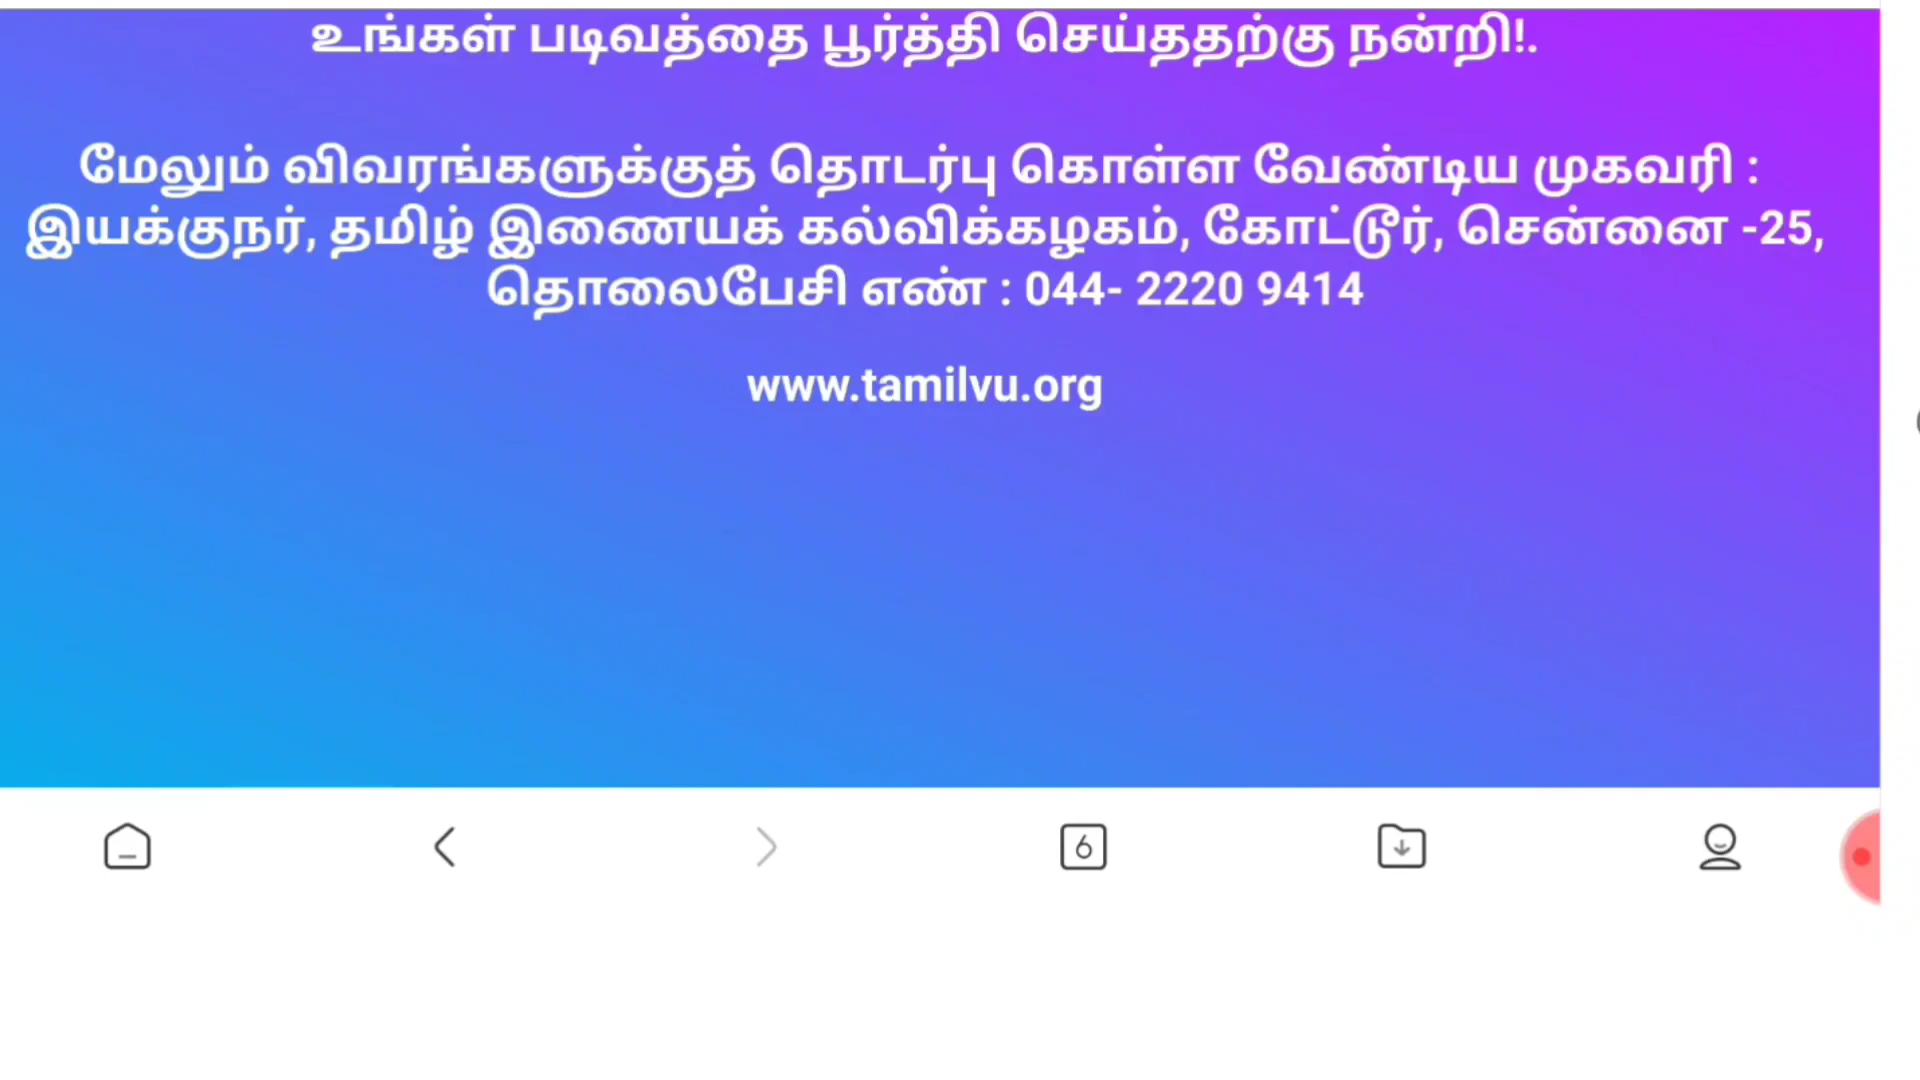 உங்கள் படிவத்தை பூர்த்தி செய்ததற்கு நன்றி!.
மேலும் விவரங்களுக்குத் தொடர்பு கொள்ள வேண்டிய முகவரி :
இயக்குநர், தமிழ் இணையக் கல்விக்கழகம், கோட்டூர், சென்னை -25,
தொலைபேசி எண் : 044- 2220 9414
www.tamilvu.org
6